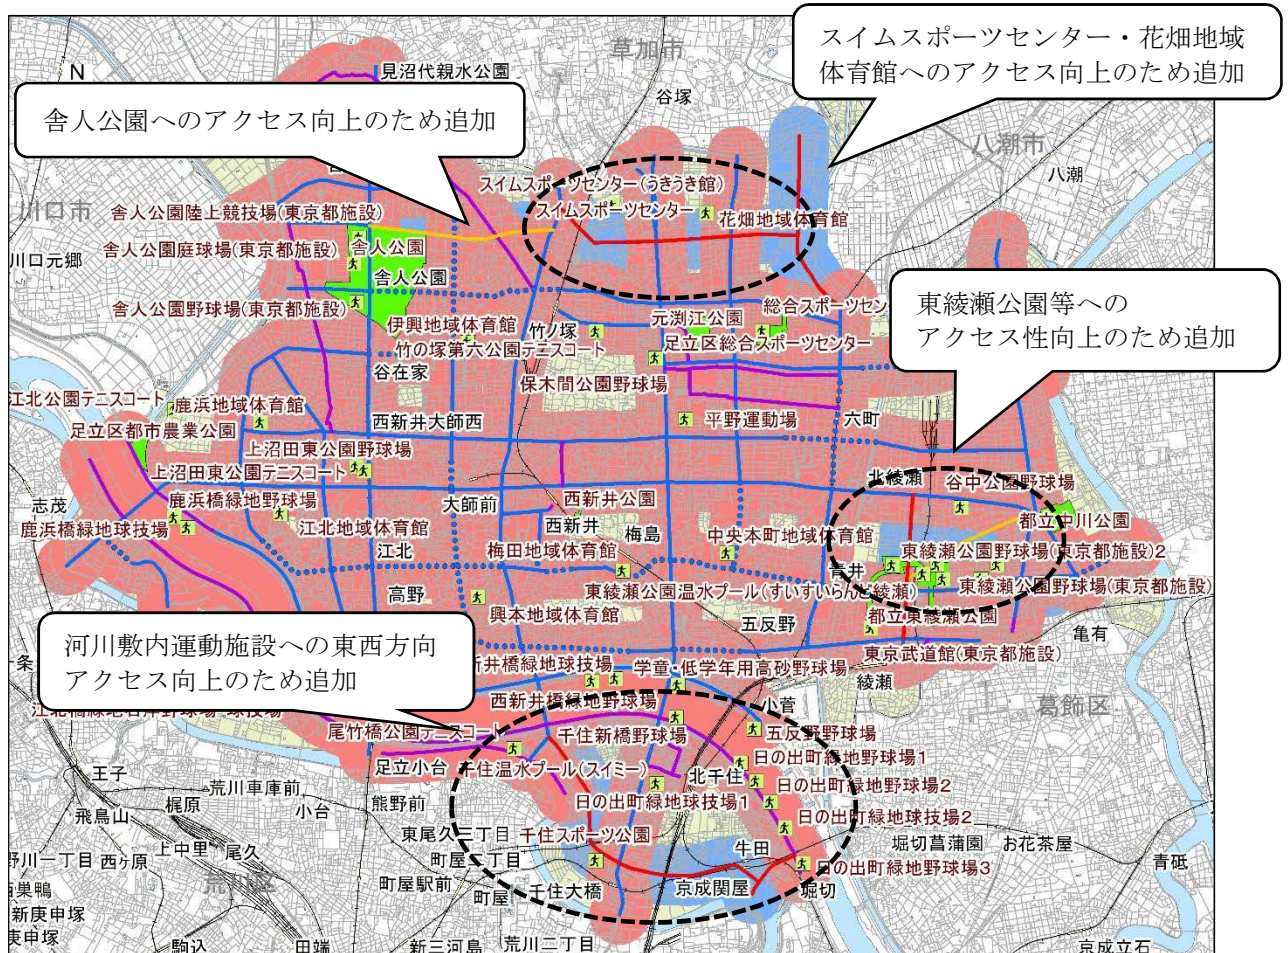 草加市
スイムスポーツセンター・花畑地域
体育館へのアクセス向上のため追加
N
見沼代親水公園
谷塚
舎人公園へのアクセス向上のため追加
八潮市
八潮
川口市
スイムスポーツセンター(うきうき館)
スイムスポーツセンター
花畑地域体育館
舎人公園陸上競技場(東京都施設)
舎人公園庭球場(東京都施設)
舎人公園
川口元郷
舎人公園
舎人公園野球場(東京都施設)
東綾瀬公園等への
アクセス性向上のため追加
総合スポーツセン
元渕江公園
伊興地域体育館
竹ノ塚
足立区総合スポーツセンター
竹の塚第六公園テニスコート
谷在家
保木間公園野球場
江北公園テニスコート
鹿浜地域体育館
足立区都市農業公園
西新井大師西
平野運動場
六町
上沼田東公園野球場
上沼田東公園テニスコート
北綾瀬
谷中公園野球場
志茂
鹿浜橋緑地野球場
大師前
西新井公園
鹿浜橋緑地球技場
江北地域体育館
西新井
梅島
中央本町地域体育館
都立中川公園
江北
梅田地域体育館
青井
東綾瀬公園野球場(東京都施設)2
東綾瀬公園温水プール(すいすいらんど綾瀬)
東綾瀬公園野球場(東京都施設)
高野
興本地域体育館
都立東綾瀬公園
五反野
亀有
河川敷内運動施設への東西方向
アクセス向上のため追加
東京武道館(東京都施設)
新井橋緑地球技場
学童・低学年用高砂野球場
綾瀬
西新井橋緑地野球場
小菅
葛飾区
尾竹橋公園テニスコート
千住新橋野球場
五反野野球場
足立小台
千住温水プール(スイミー)
北千住
日の出町緑地野球場1
王子
荒川車庫前
日の出町緑地野球場2
梶原
小台
熊野前
日の出町緑地球技場1
飛鳥山
日の出町緑地球技場2
東尾久三丁目
千住スポーツ公園
上中里
尾久
堀切菖蒲園
お花茶屋
西ヶ原
牛田
町屋二丁目
日の出町緑地野球場3
青砥
荒川区
町屋駅前
町屋
千住大橋
京成関屋
堀切
新庚申塚
庚申塚
駒込
田端
新三河島
荒川二丁目
京成立石